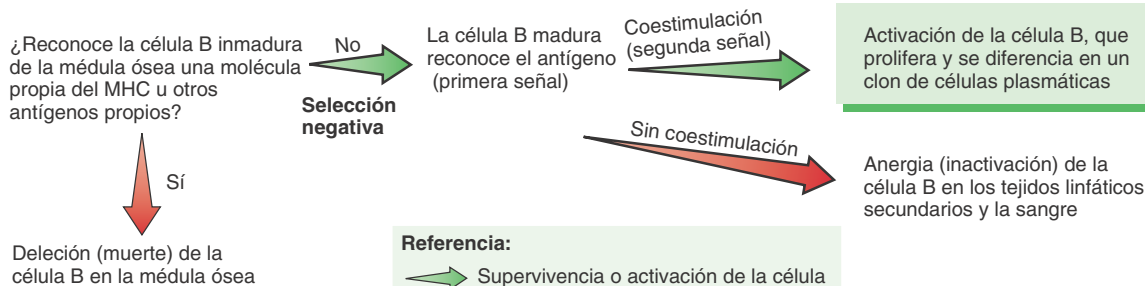 ¿Reconoce la célula B inmadura
de la médula ósea una molécula
propia del MHC u otros
antígenos propios?
No
Selección
negativa
La célula B madura
reconoce el antígeno
(primera señal)
Coestimulación
(segunda señal)
Activación de la célula B, que
prolifera y se diferencia en un
clon de células plasmáticas
Sin coestimulación
Anergia (inactivación) de la
célula B en los tejidos linfáticos
secundarios y la sangre
Sí
Deleción (muerte) de la
célula B en la médula ósea
Referencia:
Supervivencia o activación de la célula